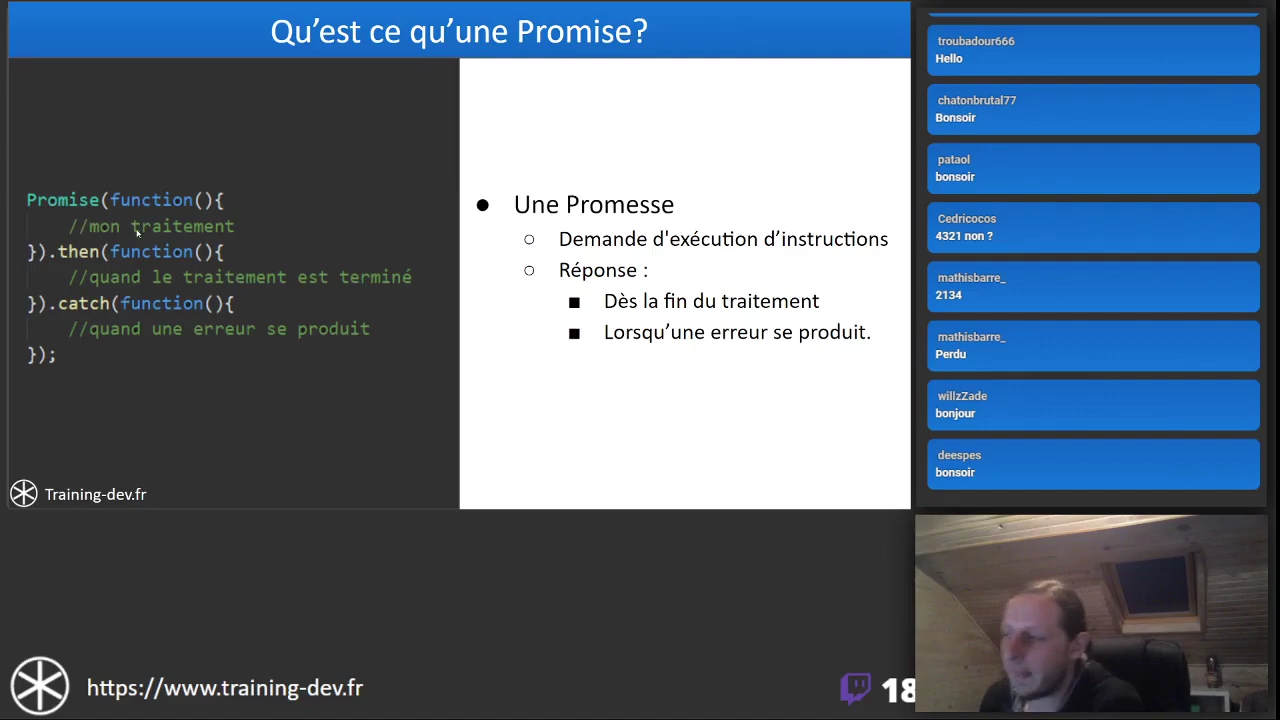 Qu’est ce qu’une Promise?
Promise(function(){
//mon traitement
}).then(function(){
//quand le traitement est terminé
}).catch(function(){
//quand une erreur se produit
});
Training-dev.fr
● Une Promesse
○ Demande d'exécution d’instructions
○ Réponse :
■ Dès la fin du traitement
■ Lorsqu’une erreur se produit.
troubadour666
Hello
chatonbrutal77
Bonsoir
pataol
bonsoir
Cedricocos
4321 non ?
mathisbarre_
2134
mathisbarre_
Perdu
willzZade
bonjour
deespes
bonsoir
https://www.training-dev.fr
18